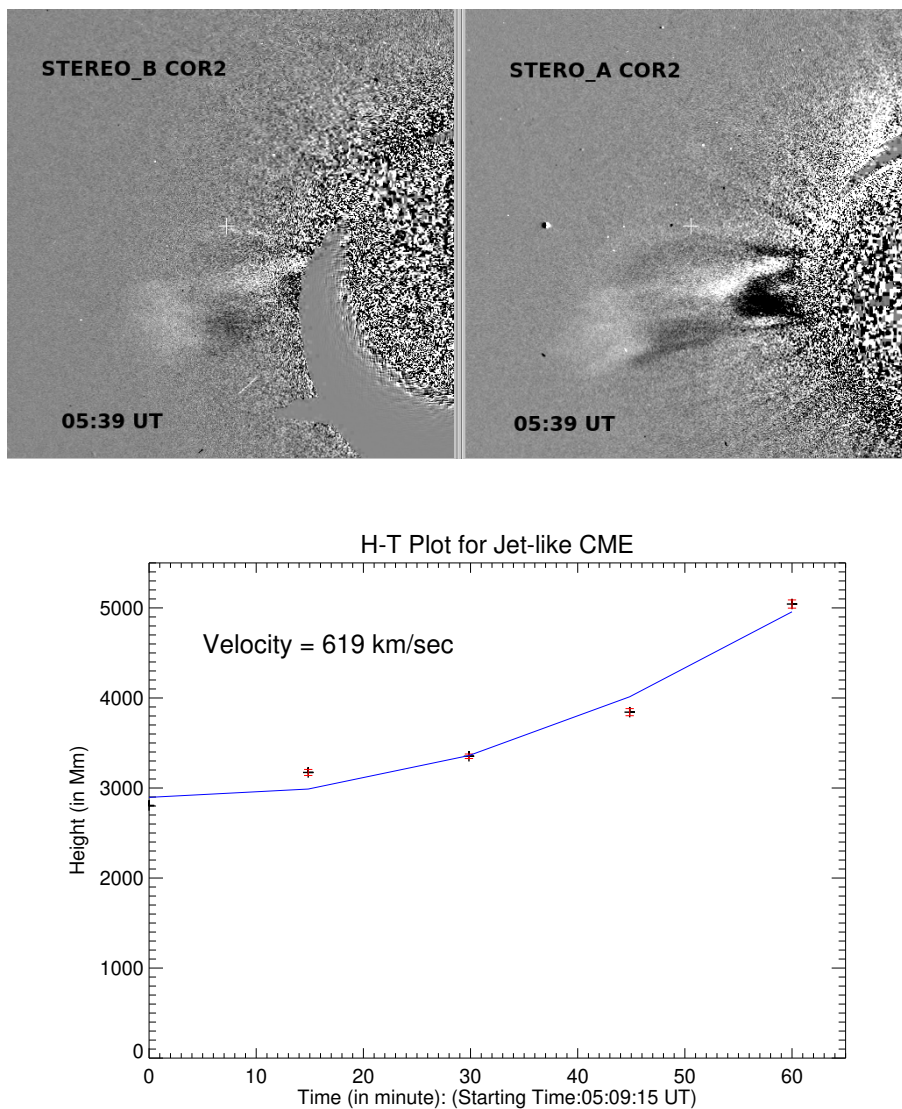 STEREO_B COR2
STERO_A COR2
05:39 UT
05:39 UT
H-T Plot for Jet-like CME
Velocity = 619 km/sec
Height (in Mm)
5000
4000
3000
2000
1000
0
0 10 20 30 40 50 60
Time (in minute): (Starting Time:05:09:15 UT)